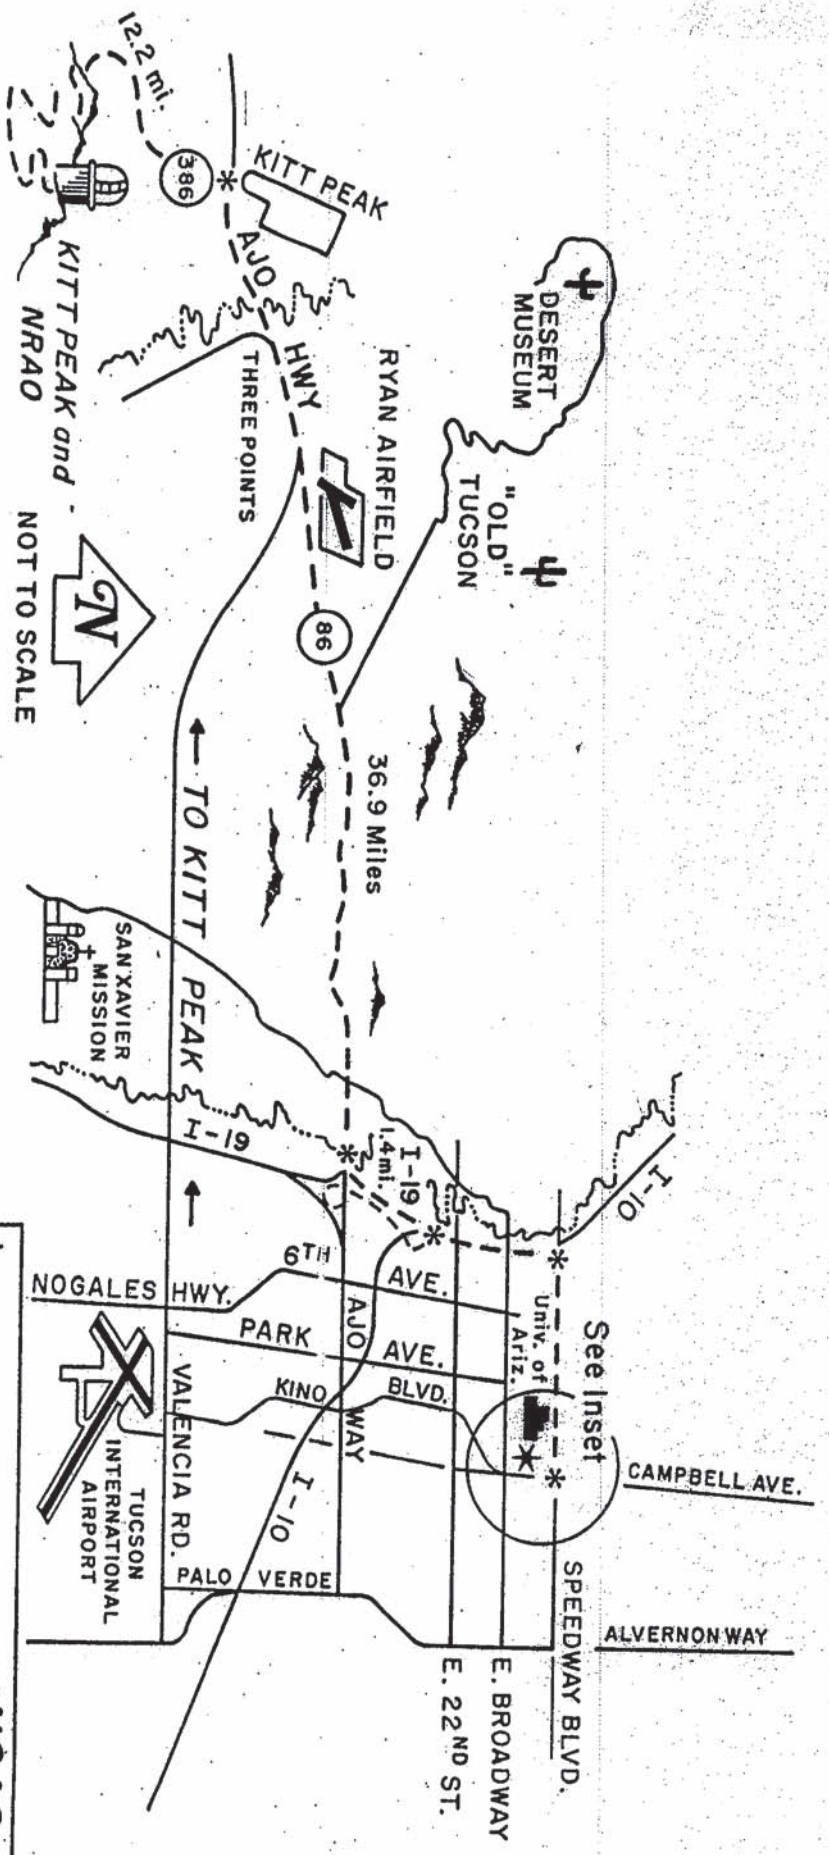 12.2 mi.
386
KITT PEAK
AJO
HWY
KITT PEAK and
NRAO
THREE POINTS
DESERT
MUSEUM
RYAN AIRFIELD
"OLD"
TUCSON
86
N
NOT TO SCALE
36.9 Miles
← TO KITT PEAK ←
SAN XAVIER
MISSION
I-19
I-19
1.4 mi.
I-10
6TH AVE.
NOGALES HWY.
PARK AVE.
KINO BLVD.
AJO WAY
Univ. of
Ariz.
See Inset
CAMPBELL AVE.
VALENCIA RD.
TUCSON
INTERNATIONAL
AIRPORT
I-10
PALO VERDE
SPEEDWAY BLVD.
ALVERNON WAY
E. BROADWAY
E. 22ND ST.